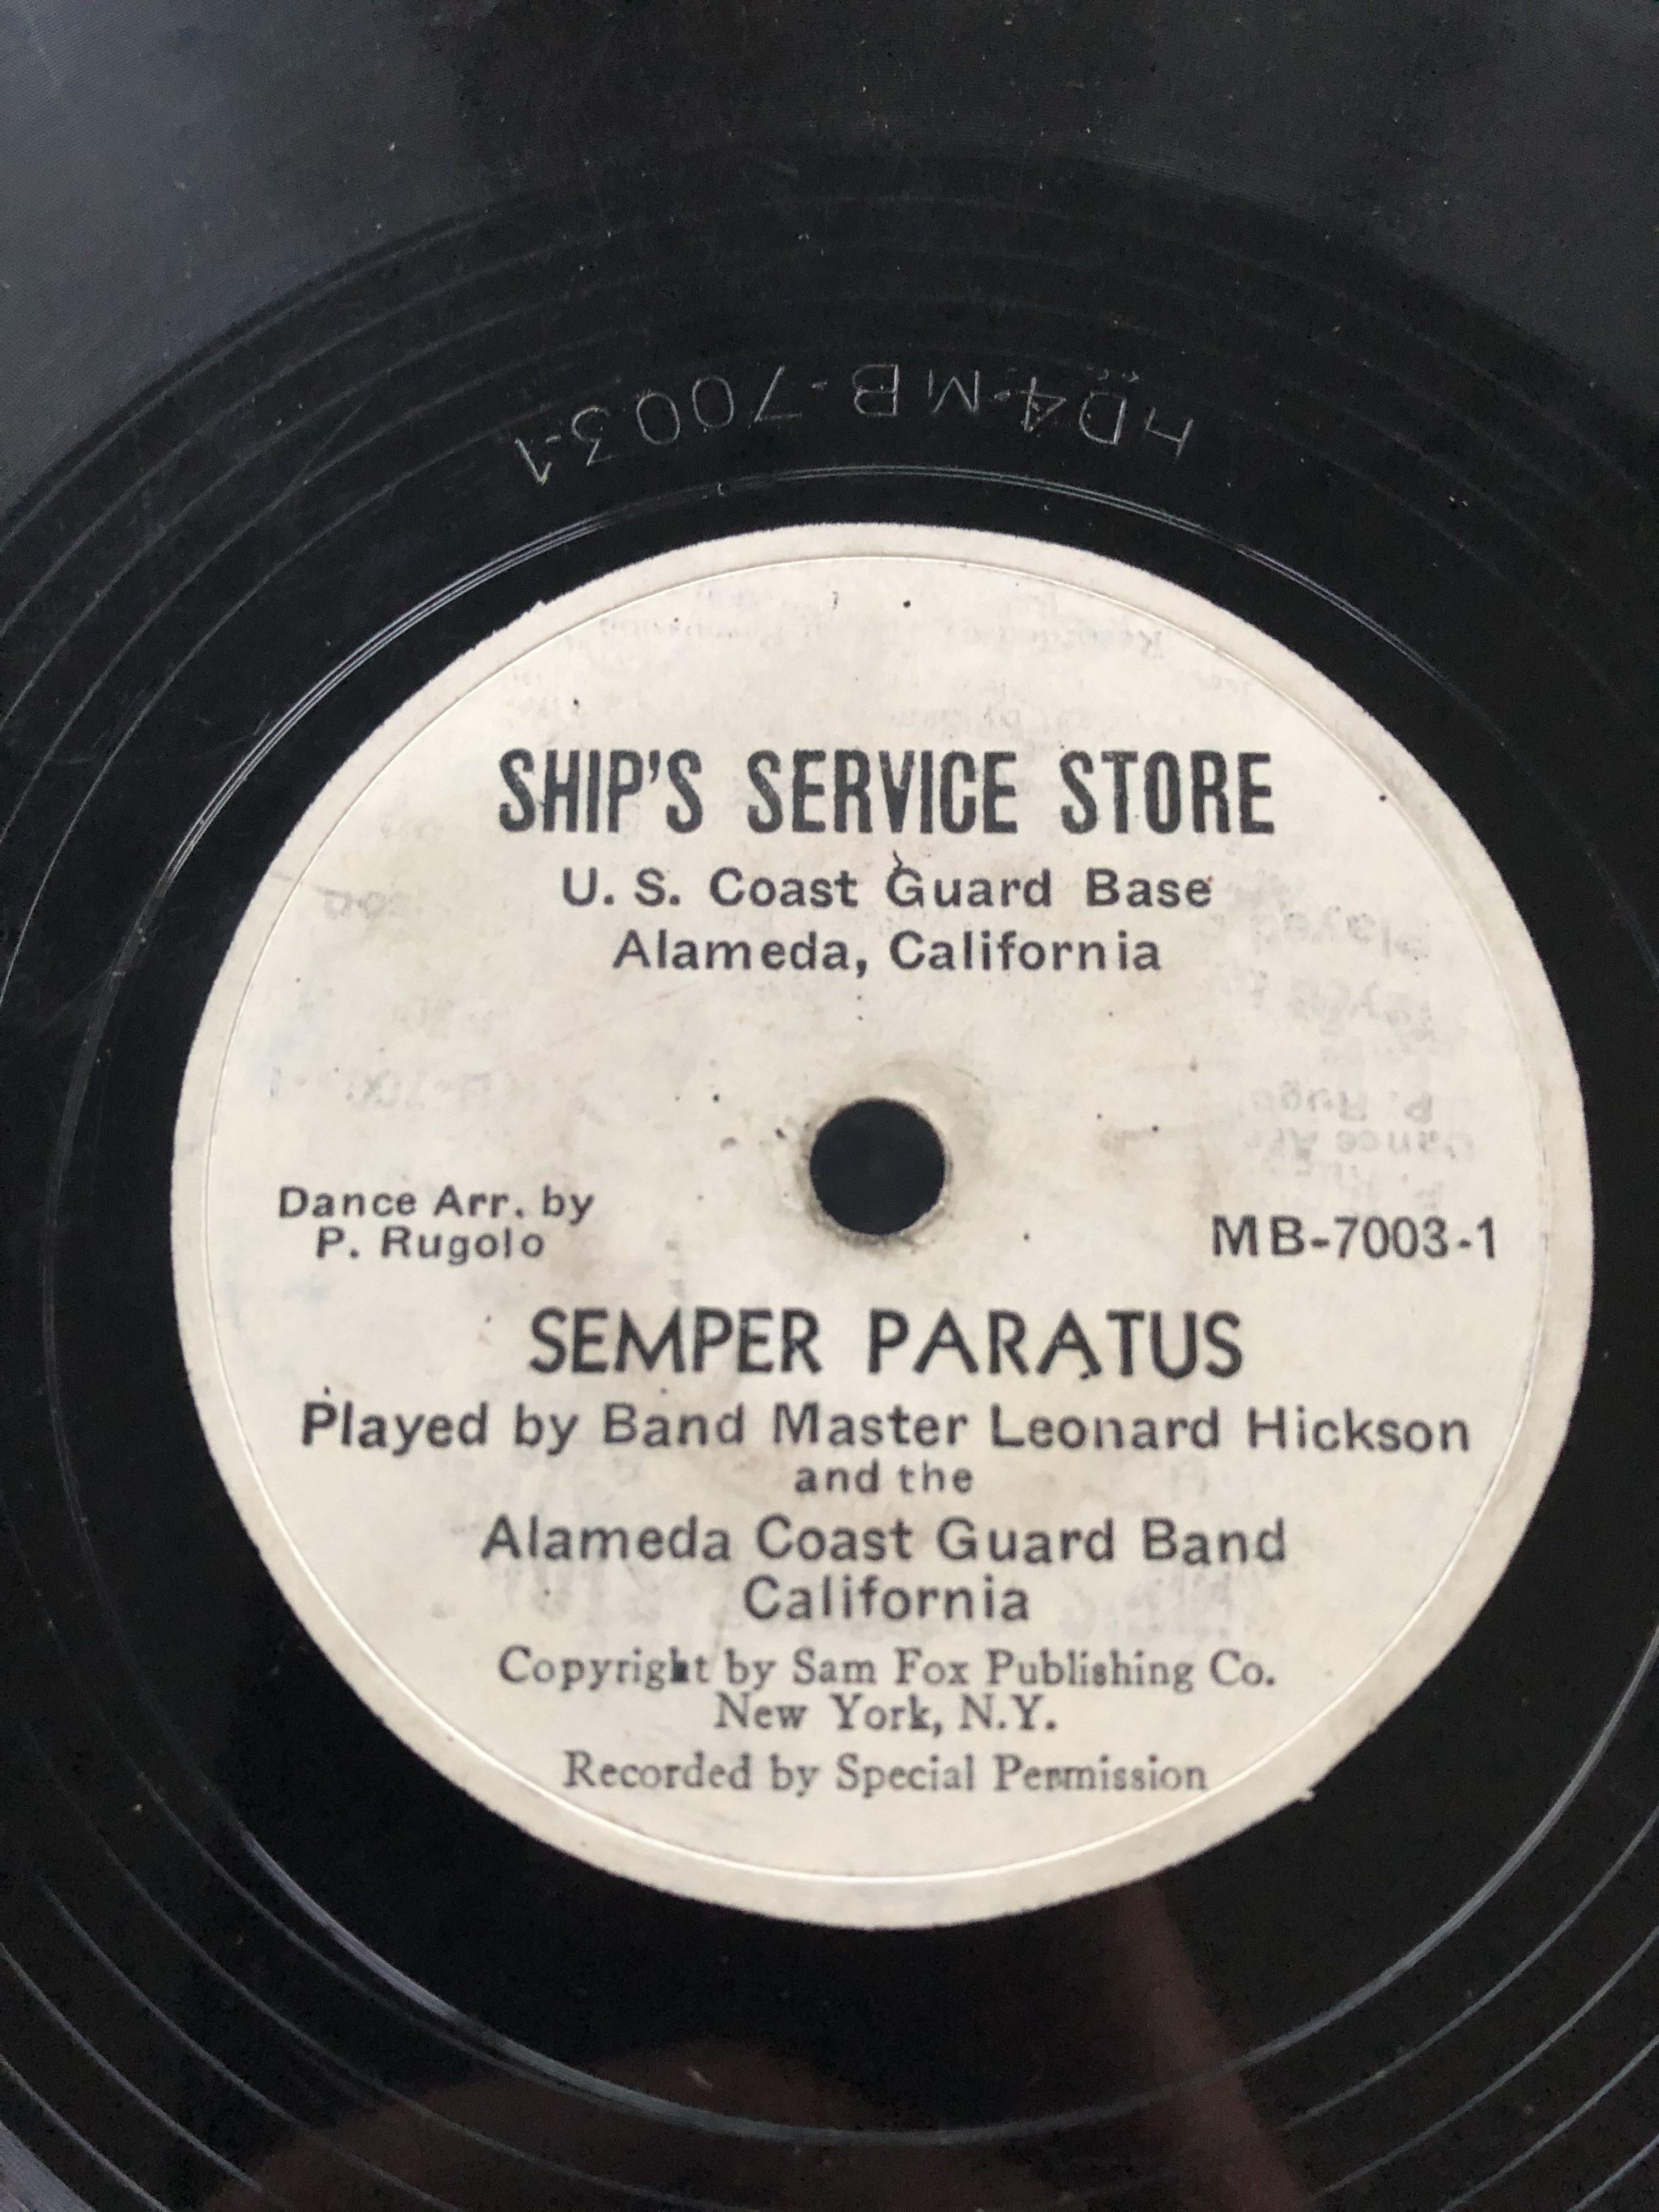 HD4-MB-7003-1
SHIP'S SERVICE STORE
U. S. Coast Guard Base
Alameda, California
Dance Arr. by
P. Rugolo
MB-7003-1
SEMPER PARATUS
Played by Band Master Leonard Hickson
and the
Alameda Coast Guard Band
California
Copyright by Sam Fox Publishing Co.
New York, N.Y.
Recorded by Special Permission